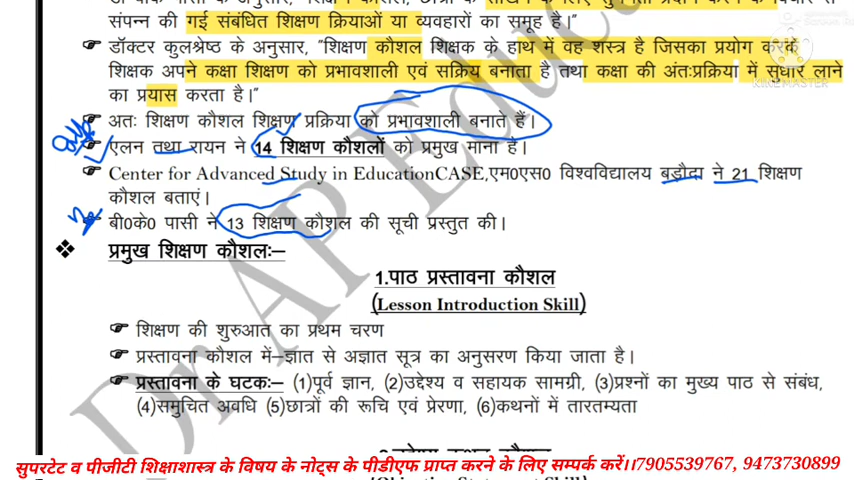 गई संबंधित शिक्षण क्रियाओं या व्यवहारों का समूह है।"
संपन्न की
डॉक्टर कुलश्रेष्ठ के अनुसार, "शिक्षण कौशल शिक्षक के हाथ में वह शस्त्र है जिसका प्रयोग करके
शिक्षक अपने कक्षा शिक्षण को प्रभावशाली एवं सक्रिय बनाता है तथा कक्षा की अंतःप्रक्रिया में सुधार लाने
का प्रयास करता है।"
अतः शिक्षण कौशल शिक्षण प्रक्रिया को प्रभावशाली बनाते हैं।
एलन तथा रायन ने 14 शिक्षण कौशलों को प्रमुख माना है।
Center for Advanced Study in EducationCASE,एम0एस0 विश्वविद्यालय बड़ौदा ने 21 शिक्षण
कौशल बताएं।
बी0के0 पासी ने 13 शिक्षण कौशल की सूची प्रस्तुत की।
प्रमुख शिक्षण कौशलः-
1.पाठ प्रस्तावना कौशल
(Lesson Introduction Skill)
शिक्षण की शुरुआत का प्रथम चरण
प्रस्तावना कौशल में-ज्ञात से अज्ञात सूत्र का अनुसरण किया जाता है।
प्रस्तावना के घटकः- (1)पूर्व ज्ञान, (2)उद्देश्य व सहायक सामग्री, (3)प्रश्नों का मुख्य पाठ से संबंध,
(4)समुचित अवधि (5)छात्रों की रूचि एवं प्रेरणा, (6)कथनों में तारतम्यता
सुपरटेट व पीजीटी शिक्षाशास्त्र के विषय के नोट्स के पीडीएफ प्राप्त करने के लिए सम्पर्क करें।।7905539767, 9473730899
Dr AP Educa
KINEMASTER